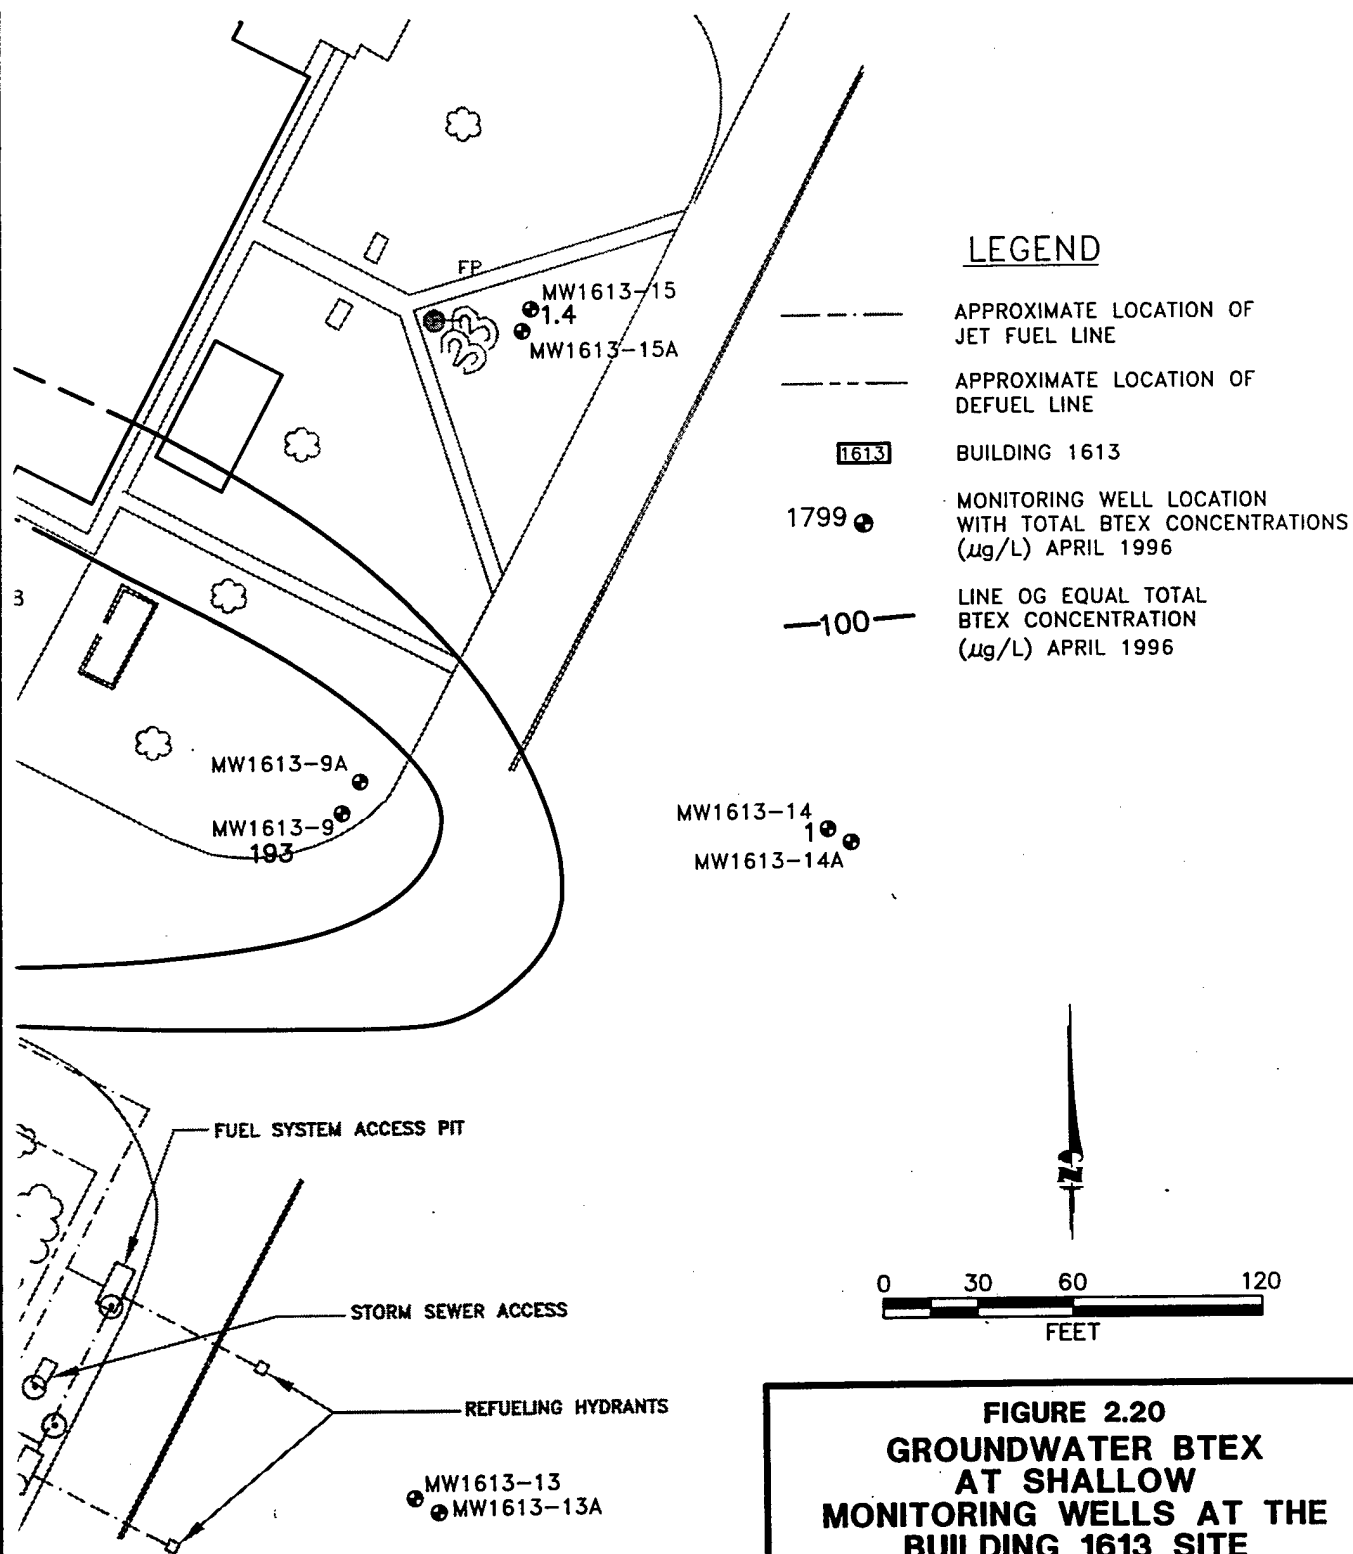 FP
MW1613-15
1.4
MW1613-15A
LEGEND
APPROXIMATE LOCATION OF
JET FUEL LINE
APPROXIMATE LOCATION OF
DEFUEL LINE
1613
BUILDING 1613
1799
MONITORING WELL LOCATION
WITH TOTAL BTEX CONCENTRATIONS
(µg/L) APRIL 1996
100
LINE OG EQUAL TOTAL
BTEX CONCENTRATION
(µg/L) APRIL 1996
MW1613-9A
MW1613-9
193
MW1613-14
1
MW1613-14A
N
FUEL SYSTEM ACCESS PIT
STORM SEWER ACCESS
REFUELING HYDRANTS
MW1613-13
MW1613-13A
0 30 60 120
FEET
FIGURE 2.20
GROUNDWATER BTEX
AT SHALLOW
MONITORING WELLS AT THE
BUILDING 1613 SITE